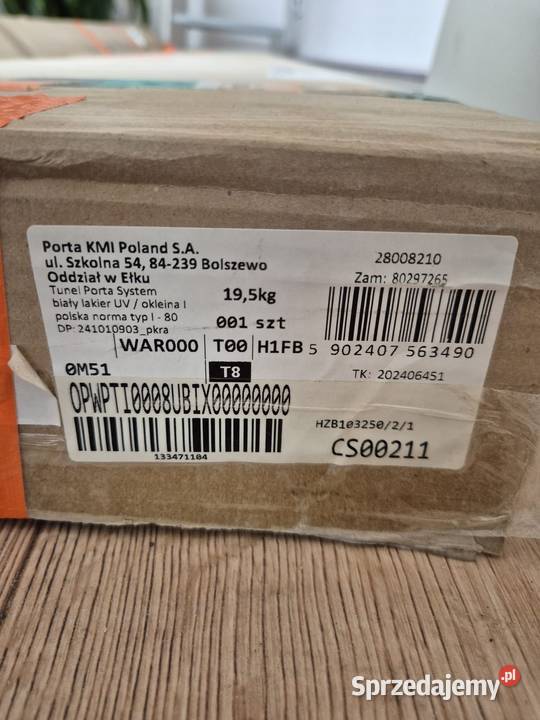 Porta KMI Poland S.A.
ul. Szkolna 54, 84-239 Bolszewo
Oddział w Ełku
Tunel Porta System
biały lakier UV / okleina I
polska norma typ I - 80
DP: 241010903_pkra
19,5kg
001 szt
28008210
Zam: 80297265
WAR000 T00 H1FB 5 902407 563490
0M51 T8 TK: 202406451
OPWPTI0008UBIX00000000
133471104
HZB103250/2/1
CS00211
Sprzedajemy.pl